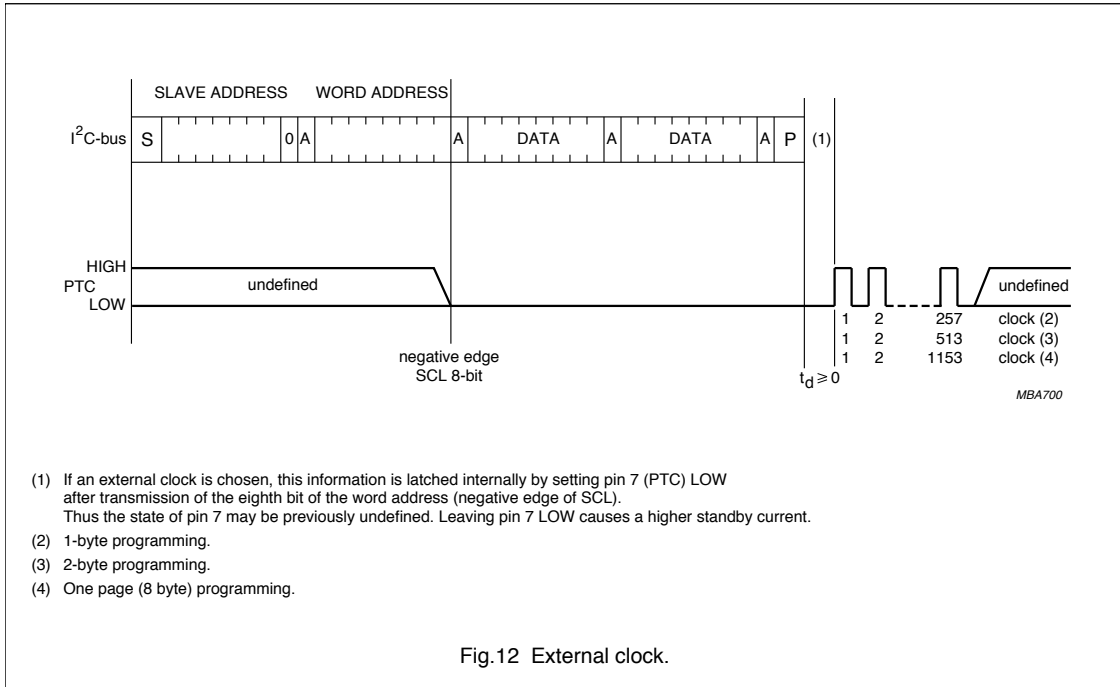 SLAVE ADDRESS WORD ADDRESS
I2C-bus S 0 A A DATA A DATA A P (1)
HIGH
PTC undefined undefined
LOW
1 2 257 clock (2)
1 2 513 clock (3)
1 2 1153 clock (4)
negative edge
SCL 8-bit
td ≥ 0
MBA700
(1) If an external clock is chosen, this information is latched internally by setting pin 7 (PTC) LOW
after transmission of the eighth bit of the word address (negative edge of SCL).
Thus the state of pin 7 may be previously undefined. Leaving pin 7 LOW causes a higher standby current.
(2) 1-byte programming.
(3) 2-byte programming.
(4) One page (8 byte) programming.
Fig.12 External clock.